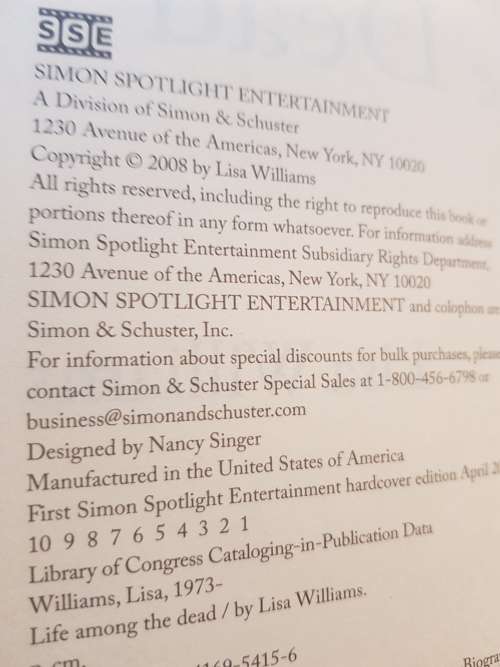 SSE
SIMON SPOTLIGHT ENTERTAINMENT
A Division of Simon & Schuster
1230 Avenue of the Americas, New York, NY 10020
Copyright © 2008 by Lisa Williams
All rights reserved, including the right to reproduce this book or
portions thereof in any form whatsoever. For information address
Simon Spotlight Entertainment Subsidiary Rights Department,
1230 Avenue of the Americas, New York, NY 10020
SIMON SPOTLIGHT ENTERTAINMENT and colophon are
Simon & Schuster, Inc.
For information about special discounts for bulk purchases, please
contact Simon & Schuster Special Sales at 1-800-456-6798 or
business@simonandschuster.com
Designed by Nancy Singer
Manufactured in the United States of America
First Simon Spotlight Entertainment hardcover edition April 20
10 9 8 7 6 5 4 3 2 1
Library of Congress Cataloging-in-Publication Data
Williams, Lisa, 1973-
Life among the dead / by Lisa Williams.
cm. Biogra
4169-5415-6